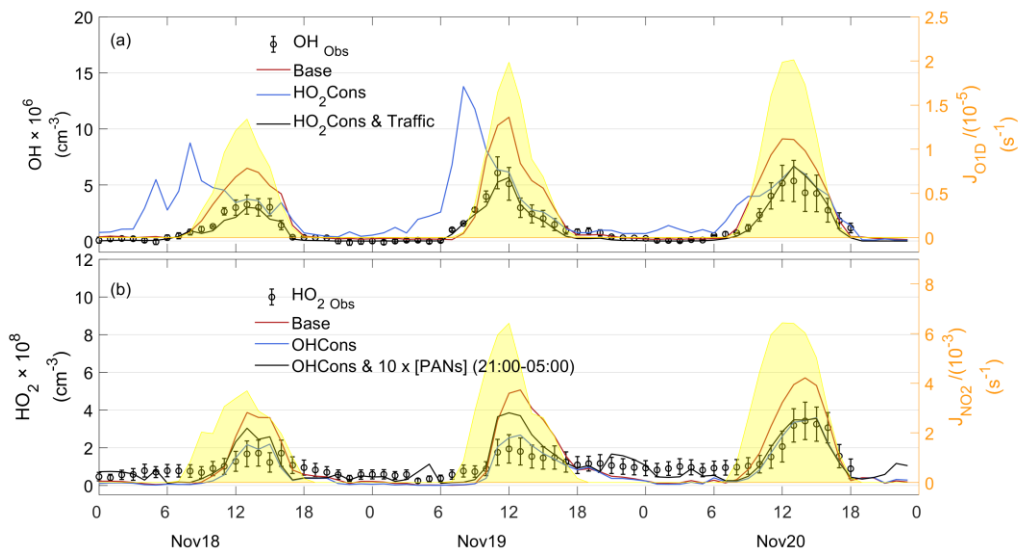 20
2.5
(a)
OH Obs
15
Base
2
HO2Cons
HO2Cons & Traffic
1.5
10
1
5
0.5
0
0
OH × 10^6
(cm-3)
J_O1D /(10^-5)
(s-1)
12
(b)
10
HO2 Obs
8
Base
8
OHCons
6
6
OHCons & 10 x [PANs] (21:00-05:00)
4
4
2
2
0
0
HO2 × 10^8
(cm-3)
J_NO2 /(10^-3)
(s-1)
0 6 12 18 0 6 12 18 0 6 12 18 0
Nov18 Nov19 Nov20